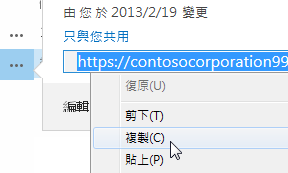 由 您 於 2013/2/19 變更
只與您共用
https://contosocorporation99
復原(U)
剪下(T)
編輯
複製(C)
貼上(P)